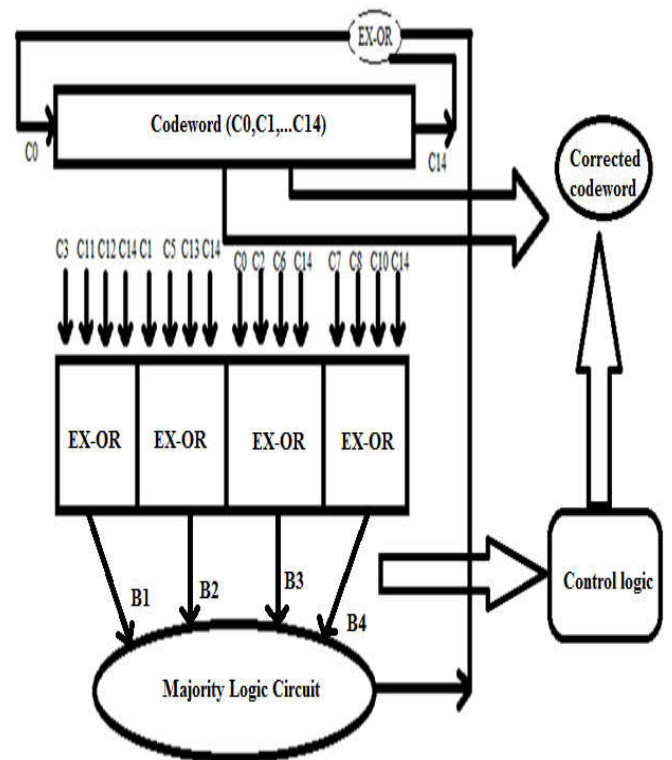 EX-OR
Codeword (C0,C1,...C14)
C0
C14
Corrected
codeword
C3 C11 C12 C14 C1 C5 C13 C14 C0 C2 C6 C14 C7 C8 C10 C14
EX-OR EX-OR EX-OR EX-OR
B1 B2 B3 B4
Control logic
Majority Logic Circuit